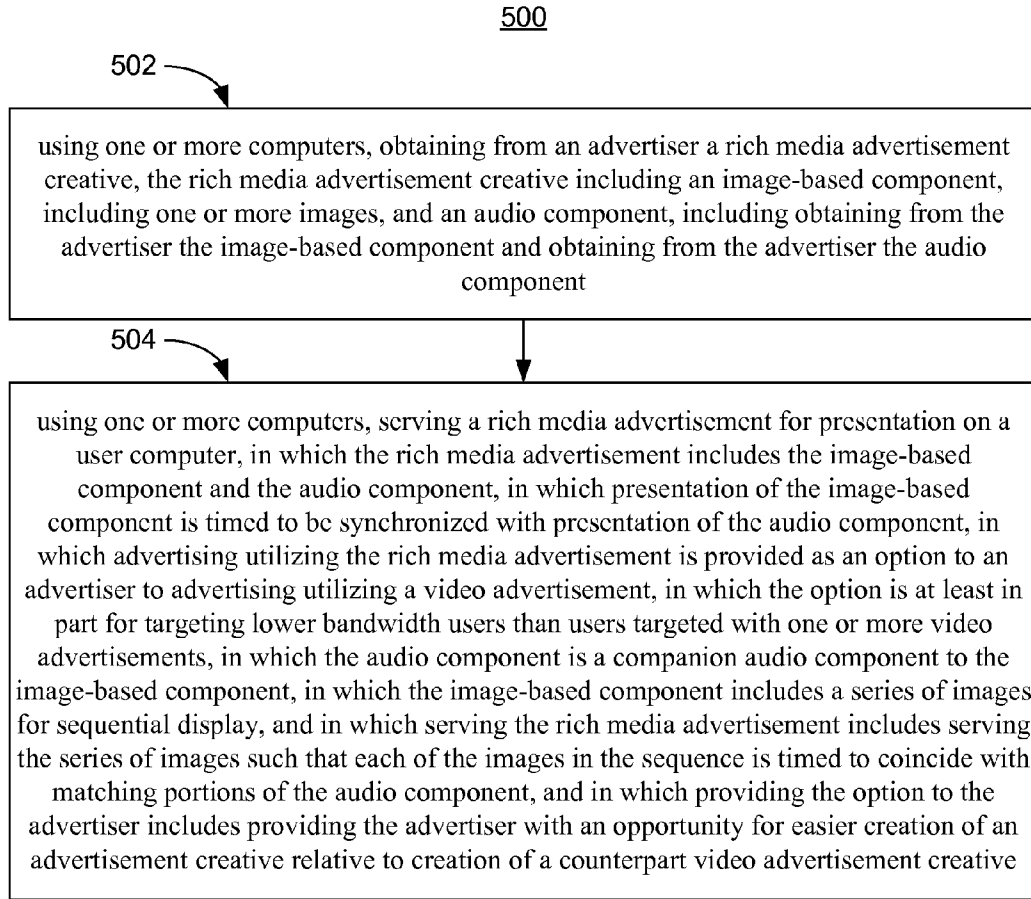 500
502
using one or more computers, obtaining from an advertiser a rich media advertisement
creative, the rich media advertisement creative including an image-based component,
including one or more images, and an audio component, including obtaining from the
advertiser the image-based component and obtaining from the advertiser the audio
component
504
using one or more computers, serving a rich media advertisement for presentation on a
user computer, in which the rich media advertisement includes the image-based
component and the audio component, in which presentation of the image-based
component is timed to be synchronized with presentation of the audio component, in
which advertising utilizing the rich media advertisement is provided as an option to an
advertiser to advertising utilizing a video advertisement, in which the option is at least in
part for targeting lower bandwidth users than users targeted with one or more video
advertisements, in which the audio component is a companion audio component to the
image-based component, in which the image-based component includes a series of images
for sequential display, and in which serving the rich media advertisement includes serving
the series of images such that each of the images in the sequence is timed to coincide with
matching portions of the audio component, and in which providing the option to the
advertiser includes providing the advertiser with an opportunity for easier creation of an
advertisement creative relative to creation of a counterpart video advertisement creative